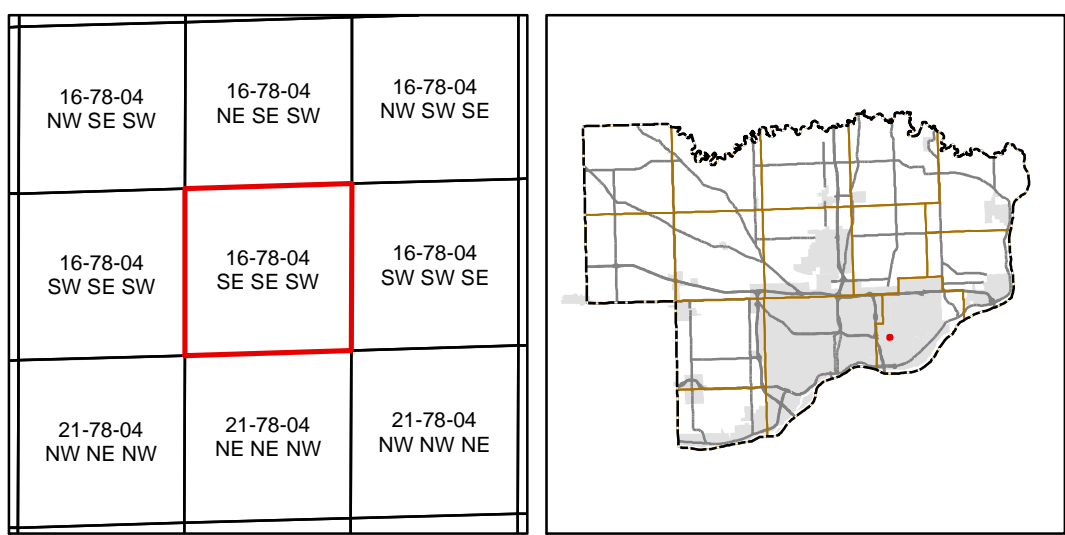 16-78-04
NW SE SW
16-78-04
NE SE SW
16-78-04
NW SW SE
16-78-04
SW SE SW
16-78-04
SE SE SW
16-78-04
SW SW SE
21-78-04
NW NE NW
21-78-04
NE NE NW
21-78-04
NW NW NE